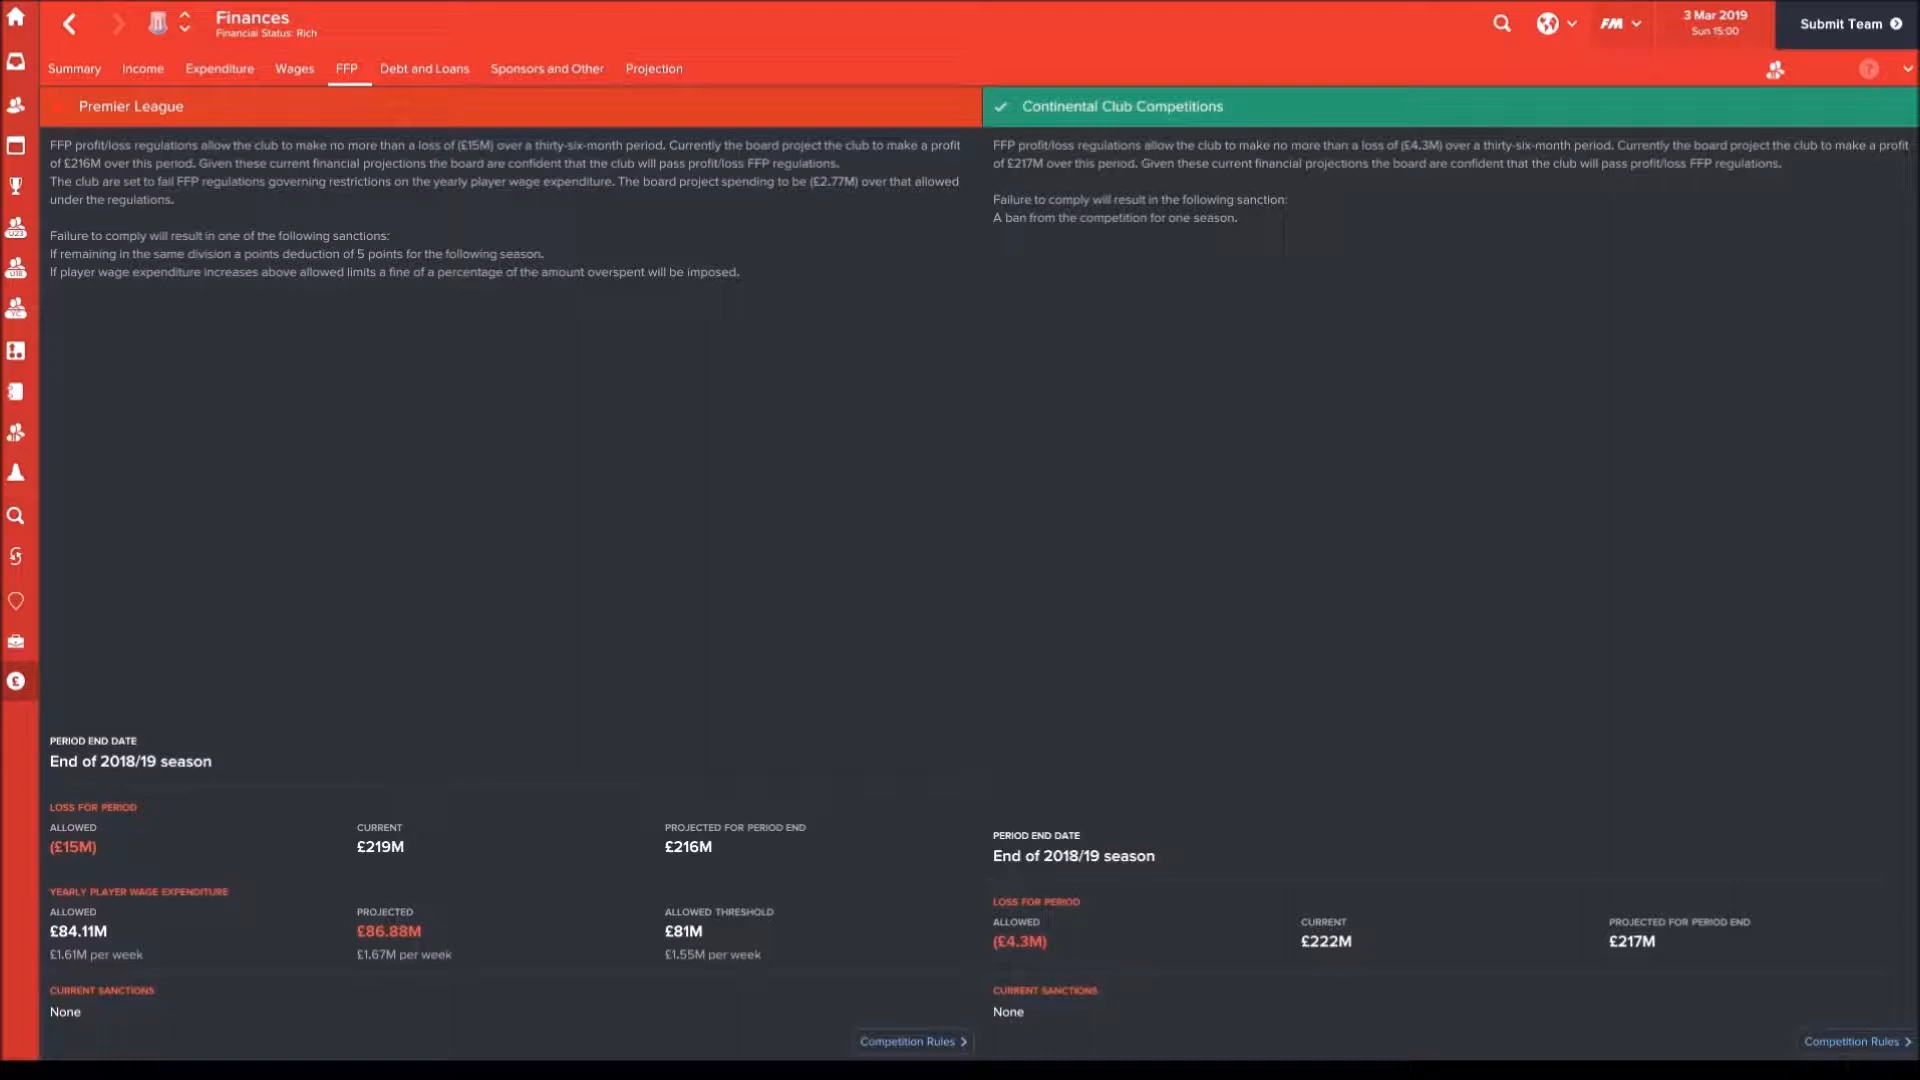 Finances
Financial Status: Rich
FM
3 Mar 2019
Sun 15:00
Submit Team
Summary
Income
Expenditure
Wages
FFP
Debt and Loans
Sponsors and Other
Projection
Premier League
FFP profit/loss regulations allow the club to make no more than a loss of (£15M) over a thirty-six-month period. Currently the board project the club to make a profit
of £216M over this period. Given these current financial projections the board are confident that the club will pass profit/loss FFP regulations.
The club are set to fail FFP regulations governing restrictions on the yearly player wage expenditure. The board project spending to be (£2.77M) over that allowed
under the regulations.
Failure to comply will result in one of the following sanctions:
If remaining in the same division a points deduction of 5 points for the following season.
If player wage expenditure increases above allowed limits a fine of a percentage of the amount overspent will be imposed.
PERIOD END DATE
End of 2018/19 season
LOSS FOR PERIOD
ALLOWED
CURRENT
PROJECTED FOR PERIOD END
(£15M)
£219M
£216M
YEARLY PLAYER WAGE EXPENDITURE
ALLOWED
PROJECTED
ALLOWED THRESHOLD
£84.11M
£86.88M
£81M
£1.61M per week
£1.67M per week
£1.55M per week
CURRENT SANCTIONS
None
Competition Rules
Continental Club Competitions
FFP profit/loss regulations allow the club to make no more than a loss of (£4.3M) over a thirty-six-month period. Currently the board project the club to make a profit
of £217M over this period. Given these current financial projections the board are confident that the club will pass profit/loss FFP regulations.
Failure to comply will result in the following sanction:
A ban from the competition for one season.
PERIOD END DATE
End of 2018/19 season
LOSS FOR PERIOD
ALLOWED
CURRENT
PROJECTED FOR PERIOD END
(£4.3M)
£222M
£217M
CURRENT SANCTIONS
None
Competition Rules
U23
U18